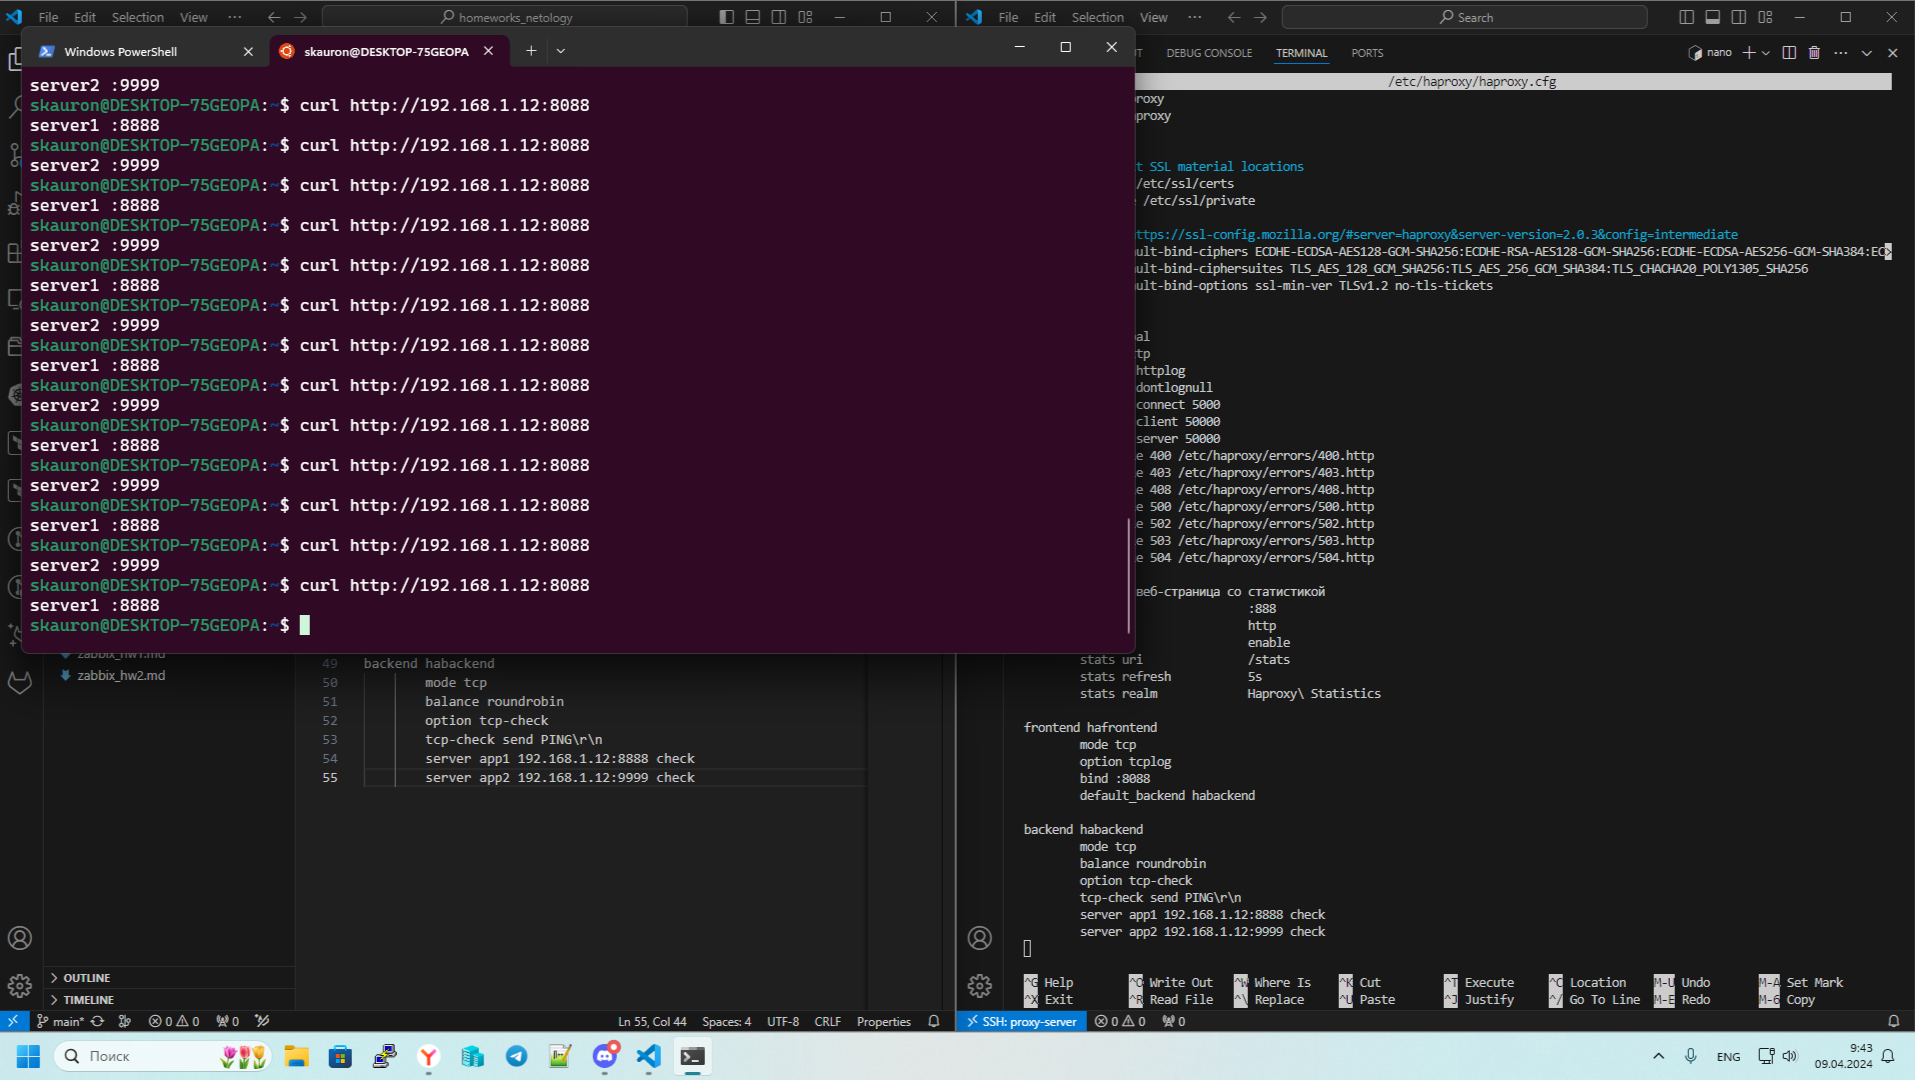 File Edit Selection View ··· homeworks_netology
Windows PowerShell
skauron@DESKTOP-75GEOPA
server2 :9999
skauron@DESKTOP-75GEOPA:~$ curl http://192.168.1.12:8088
server1 :8888
skauron@DESKTOP-75GEOPA:~$ curl http://192.168.1.12:8088
server2 :9999
skauron@DESKTOP-75GEOPA:~$ curl http://192.168.1.12:8088
server1 :8888
skauron@DESKTOP-75GEOPA:~$ curl http://192.168.1.12:8088
server2 :9999
skauron@DESKTOP-75GEOPA:~$ curl http://192.168.1.12:8088
server1 :8888
skauron@DESKTOP-75GEOPA:~$ curl http://192.168.1.12:8088
server2 :9999
skauron@DESKTOP-75GEOPA:~$ curl http://192.168.1.12:8088
server1 :8888
skauron@DESKTOP-75GEOPA:~$ curl http://192.168.1.12:8088
server2 :9999
skauron@DESKTOP-75GEOPA:~$ curl http://192.168.1.12:8088
server1 :8888
skauron@DESKTOP-75GEOPA:~$ curl http://192.168.1.12:8088
server2 :9999
skauron@DESKTOP-75GEOPA:~$ curl http://192.168.1.12:8088
server1 :8888
skauron@DESKTOP-75GEOPA:~$ curl http://192.168.1.12:8088
server2 :9999
skauron@DESKTOP-75GEOPA:~$ curl http://192.168.1.12:8088
server1 :8888
skauron@DESKTOP-75GEOPA:~$
zabbix_hw1.md
zabbix_hw2.md
49 backend habackend
50 mode tcp
51 balance roundrobin
52 option tcp-check
53 tcp-check send PING\r\n
54 server app1 192.168.1.12:8888 check
55 server app2 192.168.1.12:9999 check
OUTLINE
TIMELINE
main* 0 0 0 Ln 55, Col 44 Spaces: 4 UTF-8 CRLF Properties
File Edit Selection View ··· Search
UT DEBUG CONSOLE TERMINAL PORTS nano
/etc/haproxy/haproxy.cfg
roxy
proxy
t SSL material locations
/etc/ssl/certs
/etc/ssl/private
ttps://ssl-config.mozilla.org/#server=haproxy&server-version=2.0.3&config=intermediate
ult-bind-ciphers ECDHE-ECDSA-AES128-GCM-SHA256:ECDHE-RSA-AES128-GCM-SHA256:ECDHE-ECDSA-AES256-GCM-SHA384:EC>
ult-bind-ciphersuites TLS_AES_128_GCM_SHA256:TLS_AES_256_GCM_SHA384:TLS_CHACHA20_POLY1305_SHA256
ult-bind-options ssl-min-ver TLSv1.2 no-tls-tickets
al
tp
httplog
dontlognull
connect 5000
client 50000
server 50000
e 400 /etc/haproxy/errors/400.http
e 403 /etc/haproxy/errors/403.http
e 408 /etc/haproxy/errors/408.http
e 500 /etc/haproxy/errors/500.http
e 502 /etc/haproxy/errors/502.http
e 503 /etc/haproxy/errors/503.http
e 504 /etc/haproxy/errors/504.http
веб-страница со статистикой
:888
http
enable
stats uri /stats
stats refresh 5s
stats realm Haproxy\ Statistics
frontend hafrontend
mode tcp
option tcplog
bind :8088
default_backend habackend
backend habackend
mode tcp
balance roundrobin
option tcp-check
tcp-check send PING\r\n
server app1 192.168.1.12:8888 check
server app2 192.168.1.12:9999 check
^G Help ^O Write Out ^W Where Is ^K Cut ^T Execute ^C Location M-U Undo M-A Set Mark
^X Exit ^R Read File ^\ Replace ^U Paste ^J Justify ^/ Go To Line M-E Redo M-6 Copy
SSH: proxy-server 0 0 0
Поиск
ENG
9:43
09.04.2024